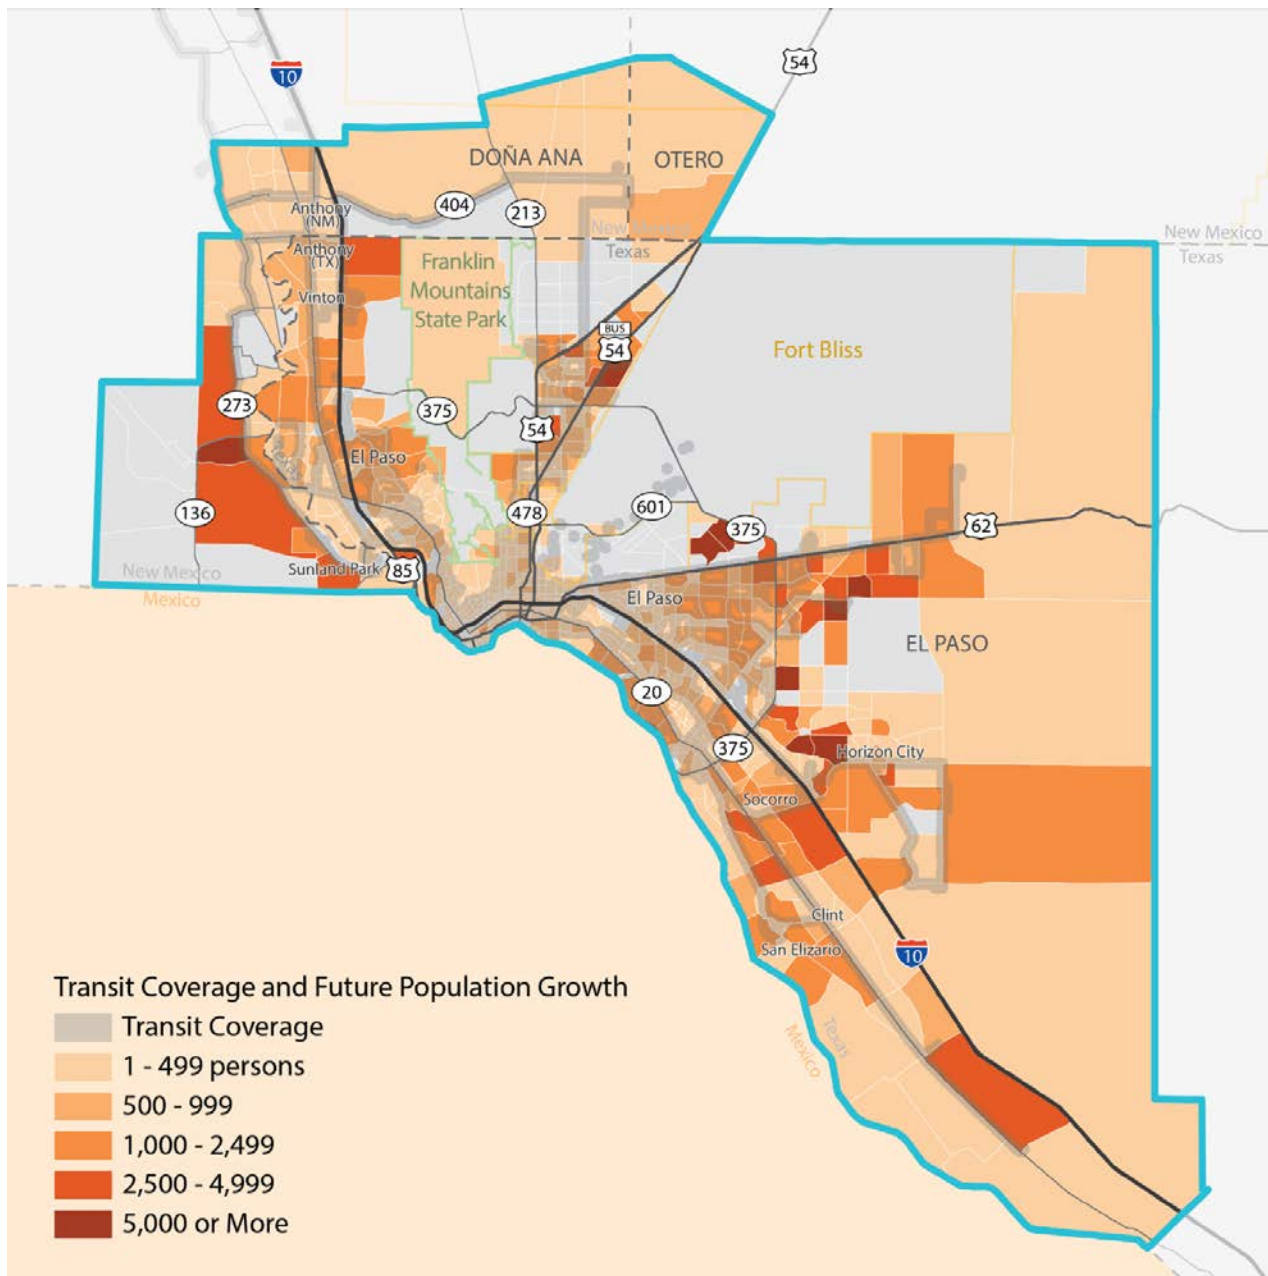 54
10
DOÑA ANA
OTERO
404
213
Anthony
(NM)
New Mexico
Texas
New Mexico
Texas
Anthony
(TX)
Franklin
Mountains
State Park
Vinton
BUS
54
Fort Bliss
273
375
54
Texas
El Paso
136
478
601
375
62
New Mexico
Mexico
Sunland Park
85
El Paso
EL PASO
20
375
Horizon City
Socorro
Clint
San Elizario
10
Texas
Mexico
Transit Coverage and Future Population Growth
Transit Coverage
1 - 499 persons
500 - 999
1,000 - 2,499
2,500 - 4,999
5,000 or More